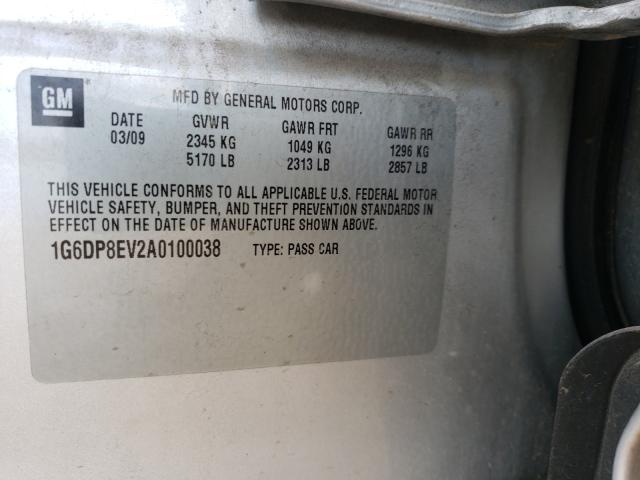 GM
MFD BY GENERAL MOTORS CORP.
DATE GVWR GAWR FRT GAWR RR
03/09 2345 KG 1049 KG 1296 KG
5170 LB 2313 LB 2857 LB
THIS VEHICLE CONFORMS TO ALL APPLICABLE U.S. FEDERAL MOTOR
VEHICLE SAFETY, BUMPER, AND THEFT PREVENTION STANDARDS IN
EFFECT ON THE DATE OF MANUFACTURE SHOWN ABOVE.
1G6DP8EV2A0100038 TYPE: PASS CAR